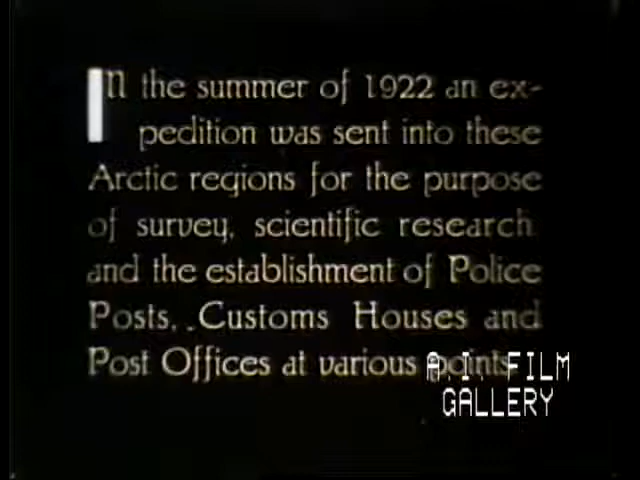 In the summer of 1922 an ex-
pedition was sent into these
Arctic regions for the purpose
of survey, scientific research
and the establishment of Police
Posts, Customs Houses and
Post Offices at various points
A.I. FILM
GALLERY